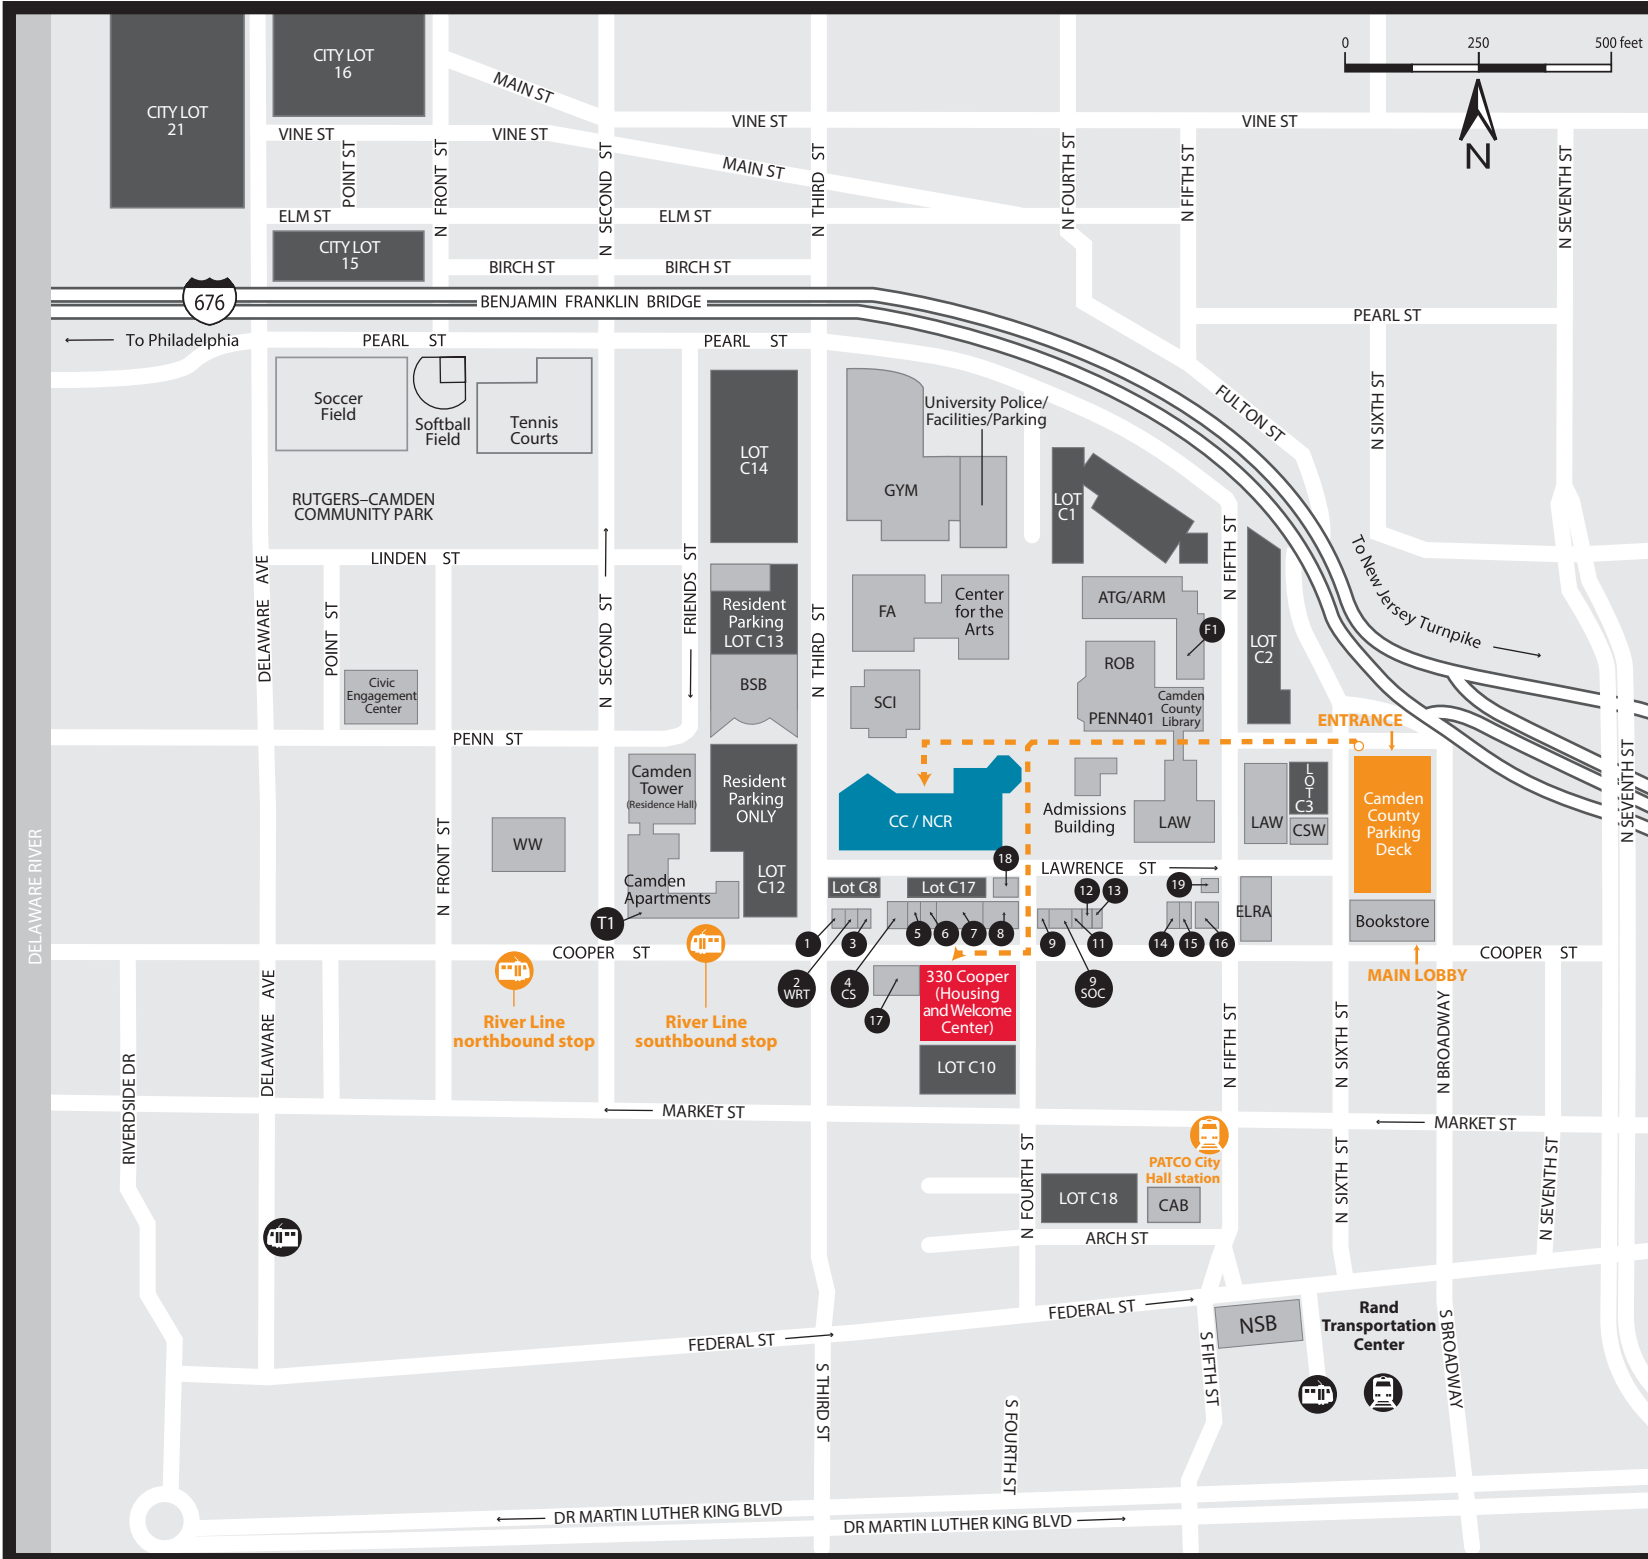 0 250 500 feet
N
CITY LOT
21
CITY LOT
16
MAIN ST
VINE ST
VINE ST
VINE ST
VINE ST
MAIN ST
POINT ST
N FRONT ST
N SECOND ST
N THIRD ST
N FOURTH ST
N FIFTH ST
N SEVENTH ST
ELM ST
ELM ST
CITY LOT
15
BIRCH ST
BIRCH ST
676
BENJAMIN FRANKLIN BRIDGE
To Philadelphia
PEARL ST
PEARL ST
PEARL ST
Soccer
Field
Softball
Field
Tennis
Courts
RUTGERS–CAMDEN
COMMUNITY PARK
LOT
C14
University Police/
Facilities/Parking
GYM
LOT
C1
FULTON ST
N SIXTH ST
To New Jersey Turnpike
LINDEN ST
DELAWARE AVE
POINT ST
N SECOND ST
FRIENDS ST
N THIRD ST
N FIFTH ST
Resident
Parking
LOT C13
FA
Center
for the
Arts
ATG/ARM
F1
LOT
C2
ROB
Camden
County
Library
PENN401
BSB
SCI
Civic
Engagement
Center
PENN ST
ENTRANCE
N SEVENTH ST
Camden
Tower
(Residence Hall)
Resident
Parking
ONLY
LOT
C12
CC / NCR
Admissions
Building
LAW
LAW
LOT
C3
CSW
Camden
County
Parking
Deck
DELAWARE RIVER
WW
N FRONT ST
Camden
Apartments
T1
18
LAWRENCE ST
Lot C8
Lot C17
12
13
19
ELRA
Bookstore
1
3
5
6
7
8
9
11
14
15
16
COOPER ST
COOPER ST
2
WRT
4
CS
9
SOC
17
330 Cooper
(Housing
and Welcome
Center)
MAIN LOBBY
River Line
northbound stop
River Line
southbound stop
LOT C10
RIVERDSIDE DR
DELAWARE AVE
N FIFTH ST
N SIXTH ST
N BROADWAY
MARKET ST
MARKET ST
PATCO City
Hall station
N FOURTH ST
LOT C18
CAB
N SIXTH ST
N SEVENTH ST
ARCH ST
FEDERAL ST
FEDERAL ST
NSB
Rand
Transportation
Center
S THIRD ST
S FOURTH ST
S FIFTH ST
S BROADWAY
DR MARTIN LUTHER KING BLVD
DR MARTIN LUTHER KING BLVD